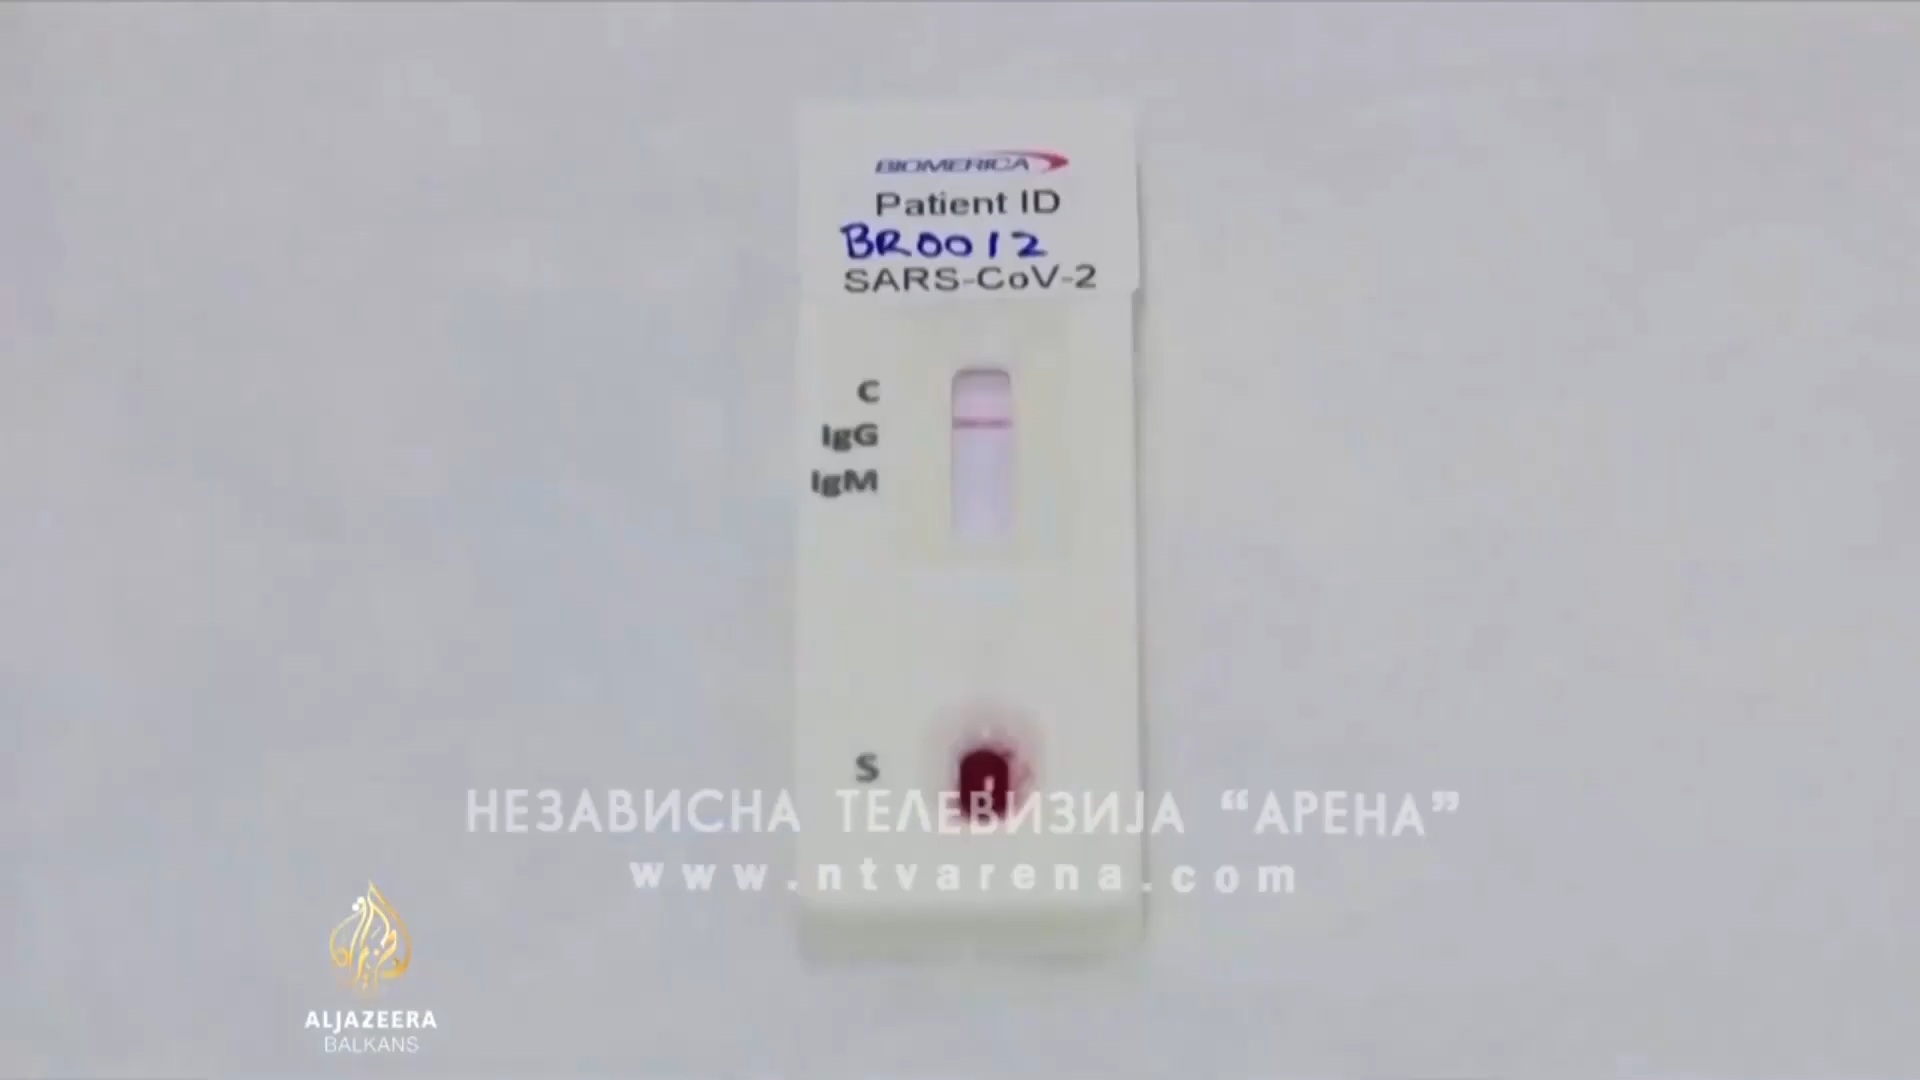 BIOMERICA
Patient ID
BR0012
SARS-CoV-2
C
IgG
IgM
S
НЕЗАВИСНА ТЕЛЕВИЗИЈА “АРЕНА”
www.ntvarena.com
ALJAZEERA
BALKANS